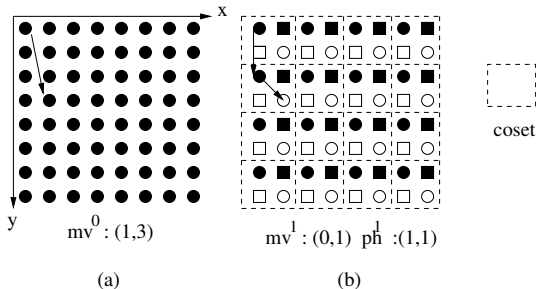 x
y
mv⁰ : (1,3)
mv¹ : (0,1) ph¹ :(1,1)
coset
(a)
(b)